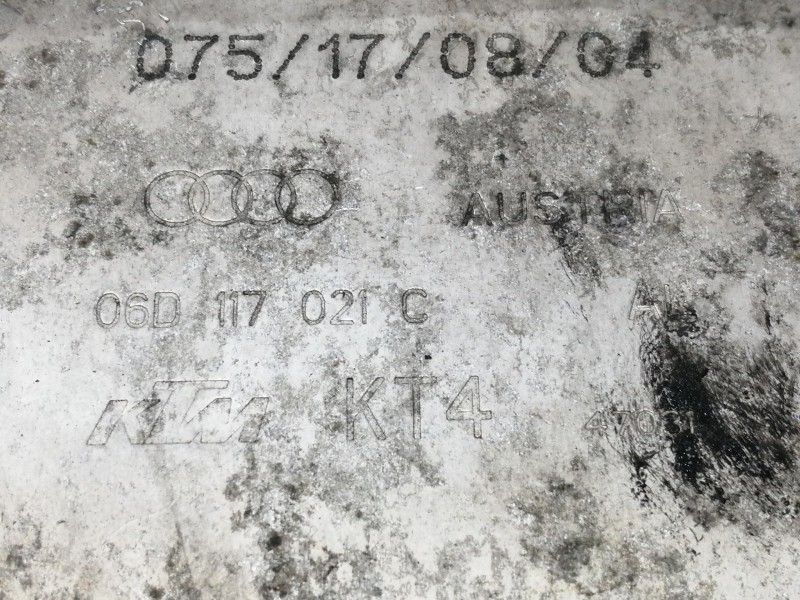 075/17/08/04
AUSTRIA
06D 117 021 C
KTM KT4